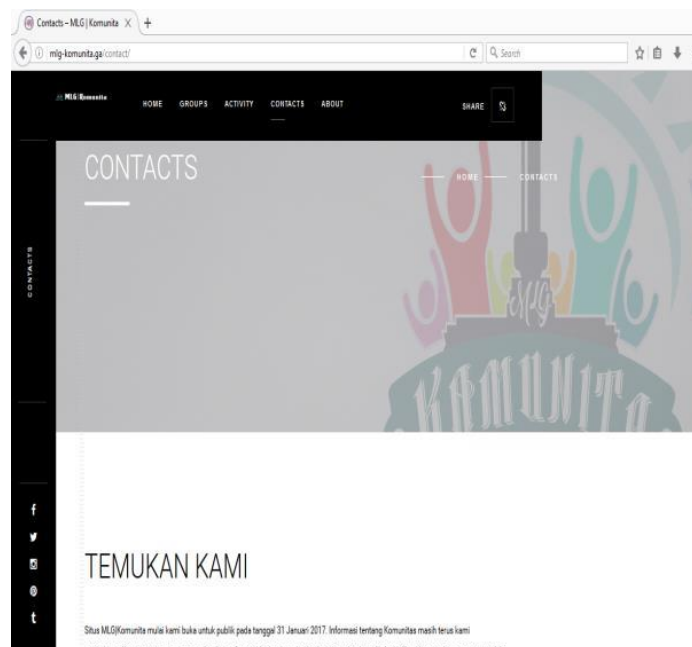 Contacts – MLG | Komunita
mlg-komunita.ga/contact/
Search
MLG|Komunita
HOME GROUPS ACTIVITY CONTACTS ABOUT
SHARE
CONTACTS
HOME CONTACTS
CONTACTS
MLG
KAMUNITA
TEMUKAN KAMI
Situs MLG|Komunita mulai kami buka untuk publik pada tanggal 31 Januari 2017. Informasi tentang Komunitas masih terus kami